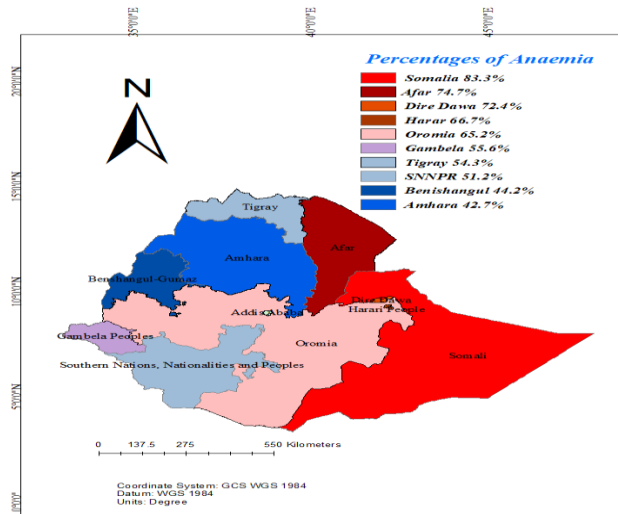 35°0'0"E 40°0'0"E 45°0'0"E
Percentages of Anaemia
Somalia 83.3%
Afar 74.7%
Dire Dawa 72.4%
Harar 66.7%
Oromia 65.2%
Gambela 55.6%
Tigray 54.3%
SNNPR 51.2%
Benishangul 44.2%
Amhara 42.7%
20°0'0"N
15°0'0"N
10°0'0"N
5°0'0"N
0°0'0"
N
Tigray
Afar
Amhara
Benshangul-Gumaz
Dire Dawa
Addis Ababa
Harari People
Gambela Peoples
Oromia
Somali
Southern Nations, Nationalities and Peoples
0 137.5 275 550 Kilometers
Coordinate System: GCS WGS 1984
Datum: WGS 1984
Units: Degree